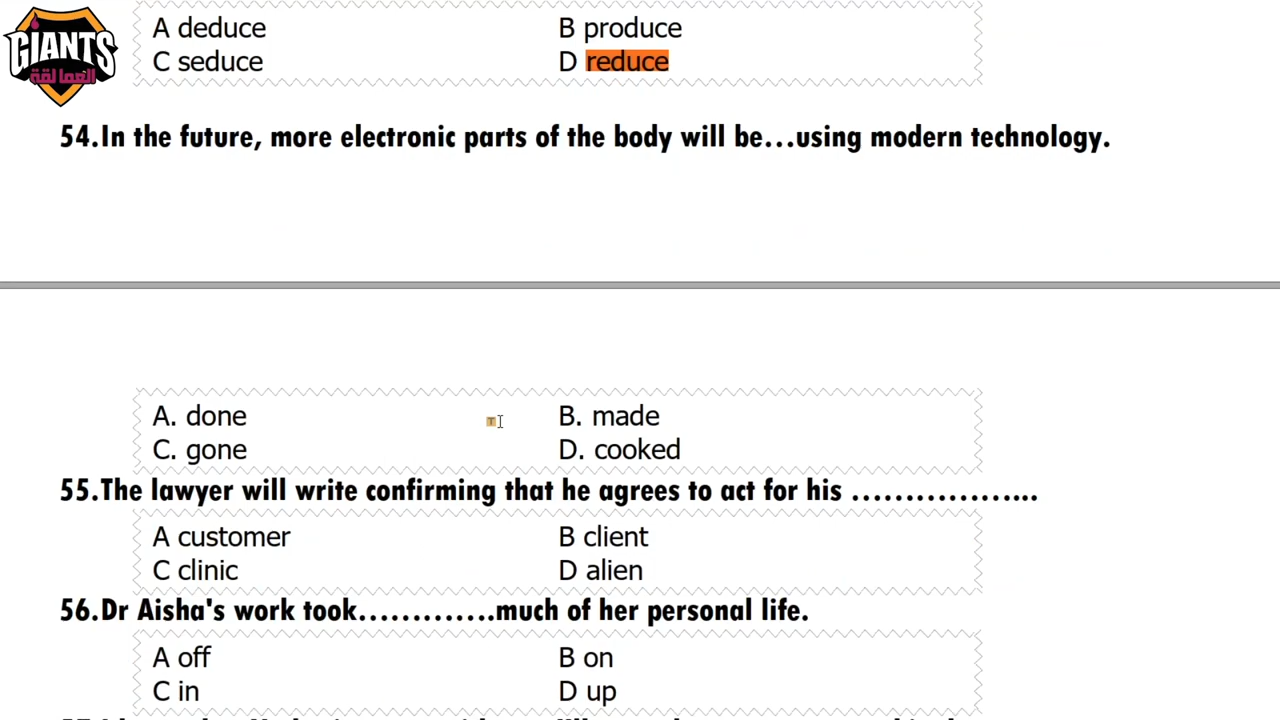 GIANTS
العمالقة
A deduce B produce
C seduce D reduce
54.In the future, more electronic parts of the body will be...using modern technology.
A. done B. made
C. gone D. cooked
55.The lawyer will write confirming that he agrees to act for his ………………...
A customer B client
C clinic D alien
56.Dr Aisha's work took………….much of her personal life.
A off B on
C in D up